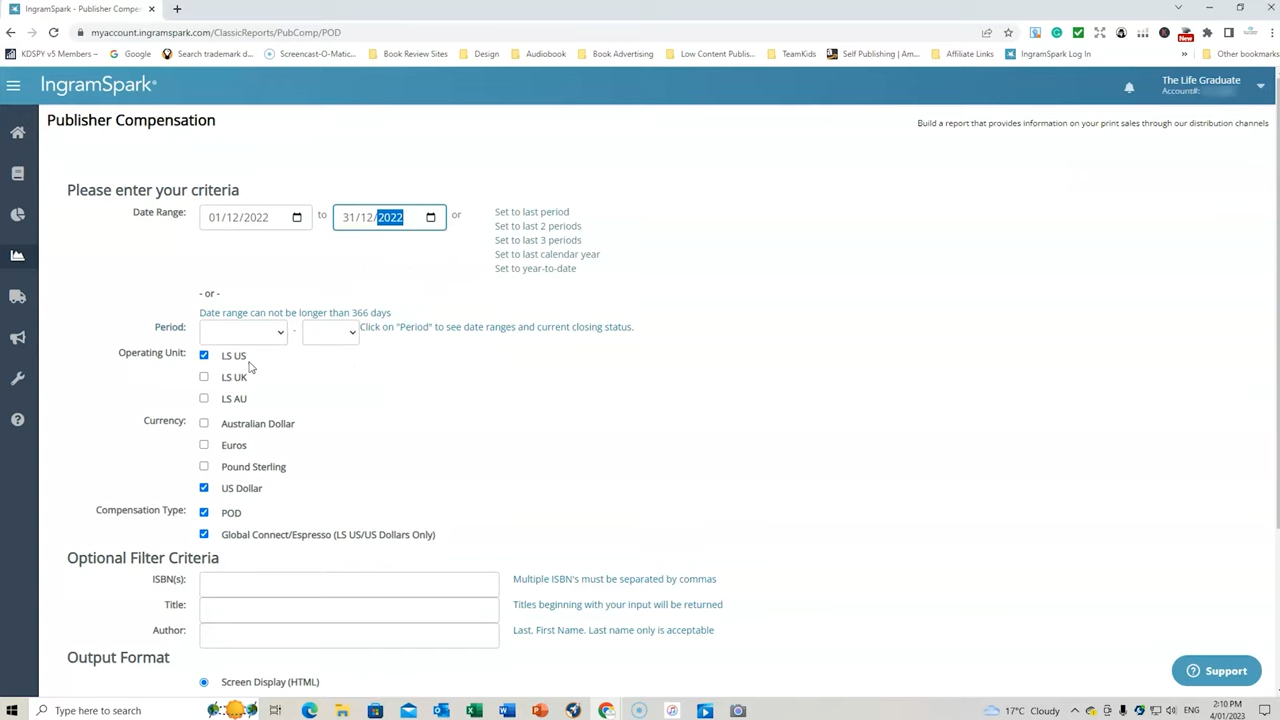 IngramSpark - Publisher Compen
myaccount.ingramspark.com/ClassicReports/PubComp/POD
KDSPY v5 Members –
Google
Search trademark d...
Screencast-O-Matic...
Book Review Sites
Design
Audiobook
Book Advertising
Low Content Publis...
TeamKids
Self Publishing | Am...
Affiliate Links
IngramSpark Log In
»
Other bookmarks
New
IngramSpark®
The Life Graduate
Account#:
Publisher Compensation
Build a report that provides information on your print sales through our distribution channels
Please enter your criteria
Date Range: 01/12/2022 to 31/12/2022 or
Set to last period
Set to last 2 periods
Set to last 3 periods
Set to last calendar year
Set to year-to-date
- or -
Date range can not be longer than 366 days
Period: - Click on "Period" to see date ranges and current closing status.
Operating Unit: LS US
LS UK
LS AU
Currency: Australian Dollar
Euros
Pound Sterling
US Dollar
Compensation Type: POD
Global Connect/Espresso (LS US/US Dollars Only)
Optional Filter Criteria
ISBN(s): Multiple ISBN's must be separated by commas
Title: Titles beginning with your input will be returned
Author: Last, First Name. Last name only is acceptable
Output Format
Screen Display (HTML)
Support
Type here to search
17°C Cloudy
ENG
2:10 PM
4/01/2023